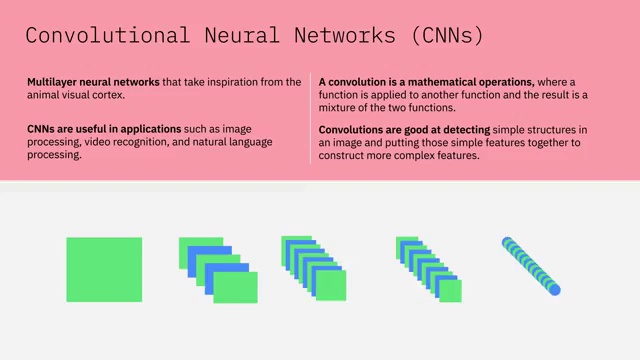 Convolutional Neural Networks (CNNs)
Multilayer neural networks that take inspiration from the
animal visual cortex.
CNNs are useful in applications such as image
processing, video recognition, and natural language
processing.
A convolution is a mathematical operations, where a
function is applied to another function and the result is a
mixture of the two functions.
Convolutions are good at detecting simple structures in
an image and putting those simple features together to
construct more complex features.